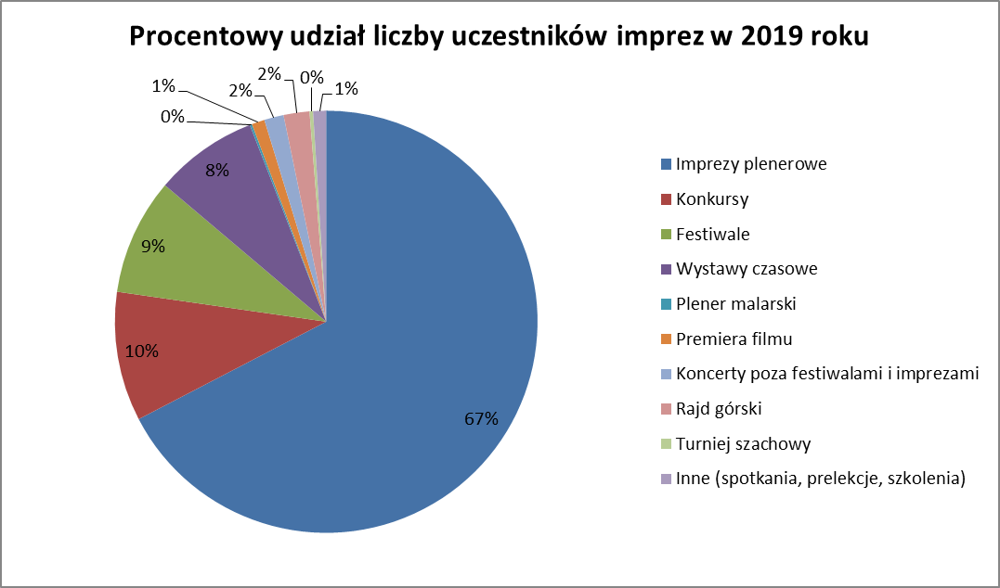 Procentowy udział liczby uczestników imprez w 2019 roku
67%
10%
9%
8%
0%
1%
2%
2%
0%
1%
Imprezy plenerowe
Konkursy
Festiwale
Wystawy czasowe
Plener malarski
Premiera filmu
Koncerty poza festiwalami i imprezami
Rajd górski
Turniej szachowy
Inne (spotkania, prelekcje, szkolenia)